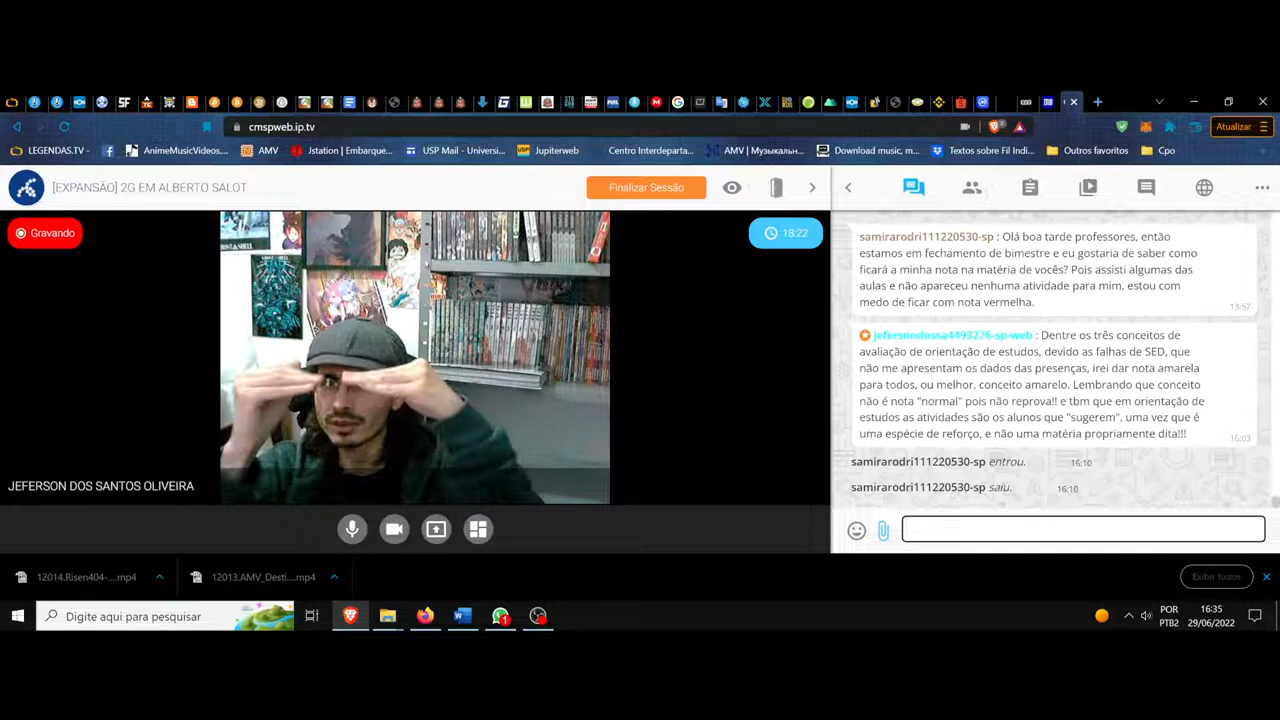 cmspweb.ip.tv
Atualizar
LEGENDAS.TV -
AnimeMusicVideos...
AMV
Jstation | Embarque...
USP Mail - Universi...
Jupiterweb
Centro Interdeparta...
Download music, m...
Textos sobre Fil Indi...
Outros favoritos
Cpo
[EXPANSÃO] 2G EM ALBERTO SALOT
Finalizar Sessão
1
Gravando
18:22
JEFERSON DOS SANTOS OLIVEIRA
samirarodri111220530-sp : Olá boa tarde professores, então
estamos em fechamento de bimestre e eu gostaria de saber como
ficará a minha nota na matéria de vocês? Pois assisti algumas das
aulas e não apareceu nenhuma atividade para mim, estou com
medo de ficar com nota vermelha.
13:57
jefersondossa4493276-sp-web : Dentre os três conceitos de
avaliação de orientação de estudos, devido as falhas de SED, que
não me apresentam os dados das presenças, irei dar nota amarela
para todos, ou melhor, conceito amarelo. Lembrando que conceito
não é nota "normal" pois não reprova!! e tbm que em orientação de
estudos as atividades são os alunos que "sugerem", uma vez que é
uma espécie de reforço, e não uma matéria propriamente dita!!!
16:03
samirarodri111220530-sp entrou. 16:10
samirarodri111220530-sp saiu. 16:10
12014.Risen404-....mp4
12013.AMV_Desti....mp4
Exibir todos
Digite aqui para pesquisar
POR
PTB2
16:35
29/06/2022